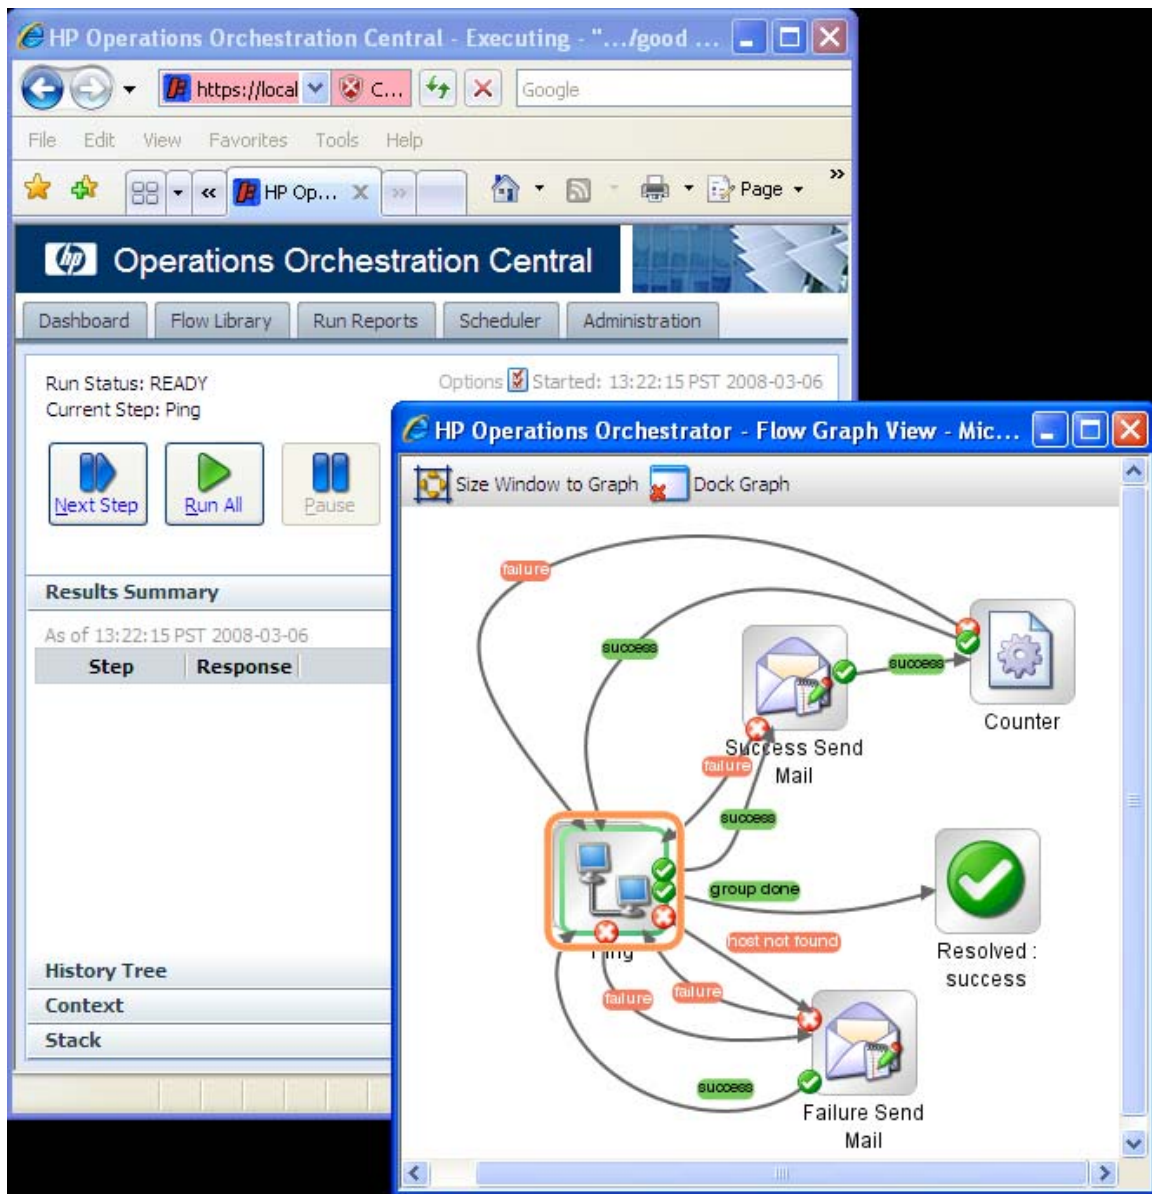 HP Operations Orchestration Central - Executing - ".../good ...
https://local
C...
Google
File Edit View Favorites Tools Help
HP Op...
Page
hp Operations Orchestration Central
Dashboard Flow Library Run Reports Scheduler Administration
Run Status: READY
Options Started: 13:22:15 PST 2008-03-06
Current Step: Ping
Next Step
Run All
Pause
Results Summary
As of 13:22:15 PST 2008-03-06
Step Response
History Tree
Context
Stack
HP Operations Orchestrator - Flow Graph View - Mic...
Size Window to Graph
Dock Graph
failure
success
success
Counter
Success Send
Mail
failure
success
group done
host not found
Ping
Resolved :
success
failure
failure
success
Failure Send
Mail